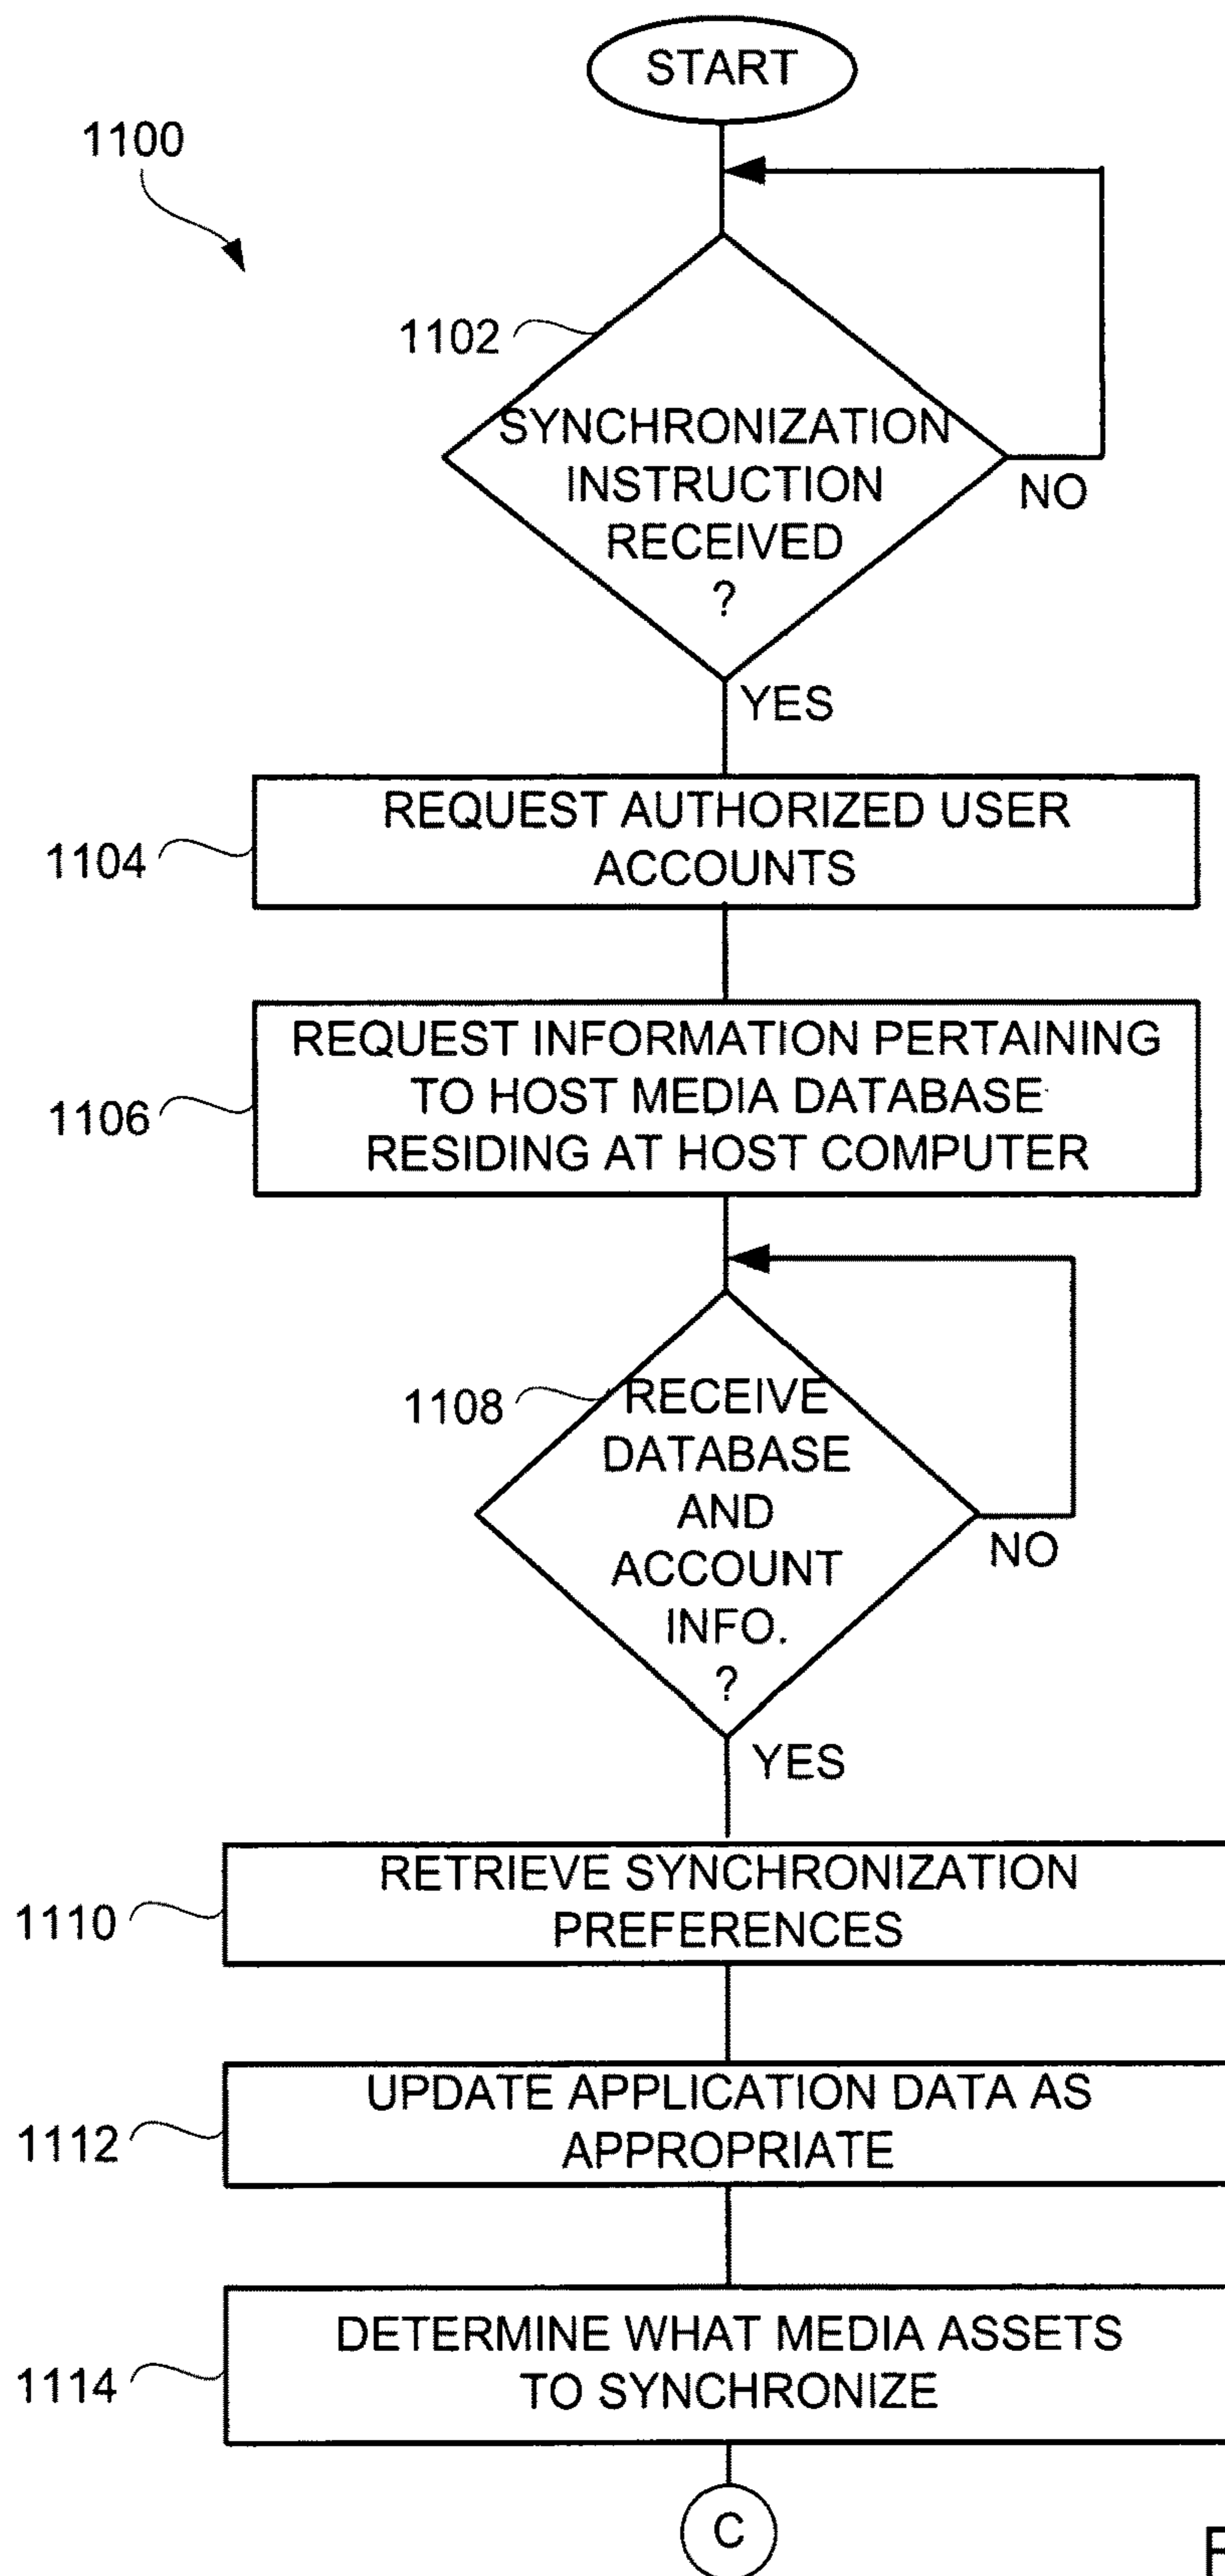 START
1100
1102
SYNCHRONIZATION
INSTRUCTION
RECEIVED
?
NO
YES
1104
REQUEST AUTHORIZED USER
ACCOUNTS
1106
REQUEST INFORMATION PERTAINING
TO HOST MEDIA DATABASE
RESIDING AT HOST COMPUTER
1108
RECEIVE
DATABASE
AND
ACCOUNT
INFO.
?
NO
YES
1110
RETRIEVE SYNCHRONIZATION
PREFERENCES
1112
UPDATE APPLICATION DATA AS
APPROPRIATE
1114
DETERMINE WHAT MEDIA ASSETS
TO SYNCHRONIZE
C